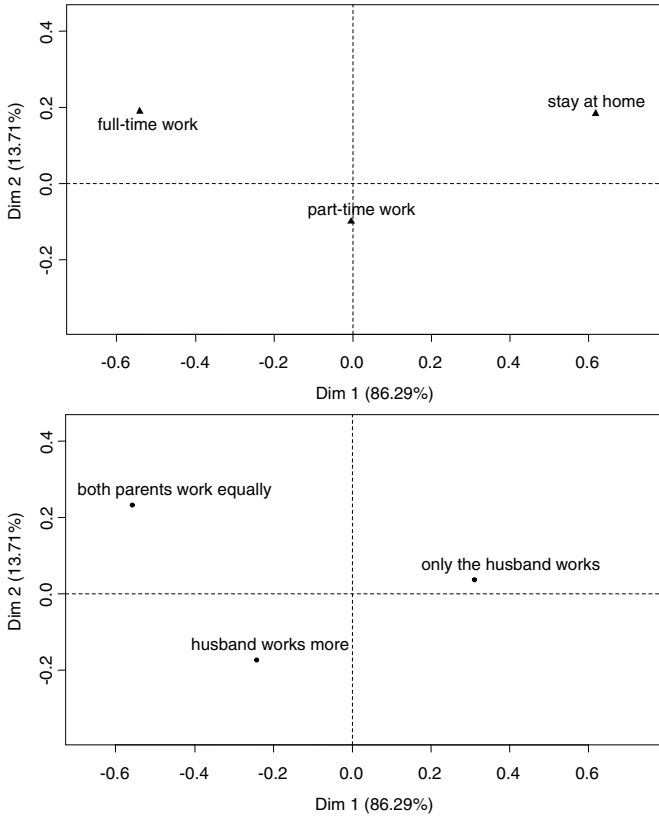 0.4
stay at home
0.2
full-time work
Dim 2 (13.71%)
0.0
part-time work
-0.2
-0.6 -0.4 -0.2 0.0 0.2 0.4 0.6
Dim 1 (86.29%)
0.4
both parents work equally
0.2
only the husband works
Dim 2 (13.71%)
0.0
husband works more
-0.2
-0.6 -0.4 -0.2 0.0 0.2 0.4 0.6
Dim 1 (86.29%)